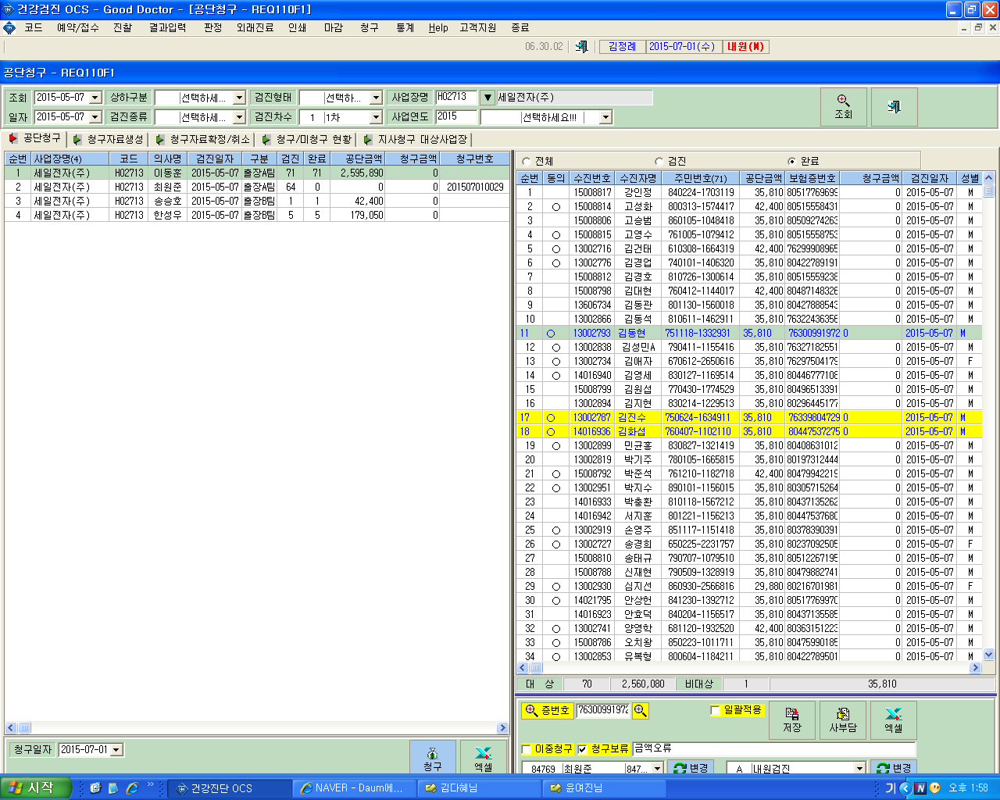 건강검진 OCS - Good Doctor - [공단청구 - REQ110F1]
코드 예약/접수 진찰 결과입력 판정 외래진료 인쇄 마감 청구 통계 Help 고객지원 종료
06.30.02 김정례 2015-07-01(수) 내원(M)
공단청구 - REQ110F1
조회 2015-05-07 상하구분 선택하세... 검진형태 선택하... 사업장명 H02713 ▼ 세일전자(주) 조회
일자 2015-05-07 검진종류 선택하세... 검진차수 1 1차 사업연도 2015 선택하세요!!!
공단청구 청구자료생성 청구자료확정/취소 청구/미청구 현황 지사청구 대상사업장
순번 사업장명(4) 코드 의사명 검진일자 구분 검진 완료 공단금액 청구금액 청구번호
1 세일전자(주) H02713 이동훈 2015-05-07 출장A팀 71 71 2,595,890 0
2 세일전자(주) H02713 최원준 2015-05-07 출장A팀 64 0 0 0 201507010029
3 세일전자(주) H02713 송승호 2015-05-07 출장B팀 1 1 42,400 0
4 세일전자(주) H02713 한성우 2015-05-07 출장B팀 5 5 179,050 0
청구일자 2015-07-01 청구 엑셀
전체 검진 완료
순번 동의 수진번호 수진자명 주민번호(71) 공단금액 보험증번호 청구금액 검진일자 성별
1 15008817 강인정 840224-1703119 35,810 80517769699 0 2015-05-07 M
2 ○ 15008814 고성화 800313-1574417 42,400 80515558431 0 2015-05-07 M
3 15008806 고승범 860105-1048418 35,810 80509274263 0 2015-05-07 M
4 ○ 15008815 고영수 761005-1079412 35,810 80515558753 0 2015-05-07 M
5 ○ 13002716 김건태 610308-1664319 42,400 76299908965 0 2015-05-07 M
6 ○ 13002776 김경업 740101-1406320 35,810 80422789191 0 2015-05-07 M
7 15008812 김경호 810726-1300614 35,810 80515559238 0 2015-05-07 M
8 15008798 김대현 760412-1144017 42,400 80487148326 0 2015-05-07 M
9 13606734 김동관 801130-1560018 35,810 80427888543 0 2015-05-07 M
10 13002866 김동석 810611-1462911 35,810 76322436356 0 2015-05-07 M
11 ○ 13002793 김동현 751118-1332931 35,810 76300991972 0 2015-05-07 M
12 ○ 13002838 김성민A 790411-1155416 35,810 76327182551 0 2015-05-07 M
13 ○ 13002734 김애자 670612-2650616 35,810 76297504179 0 2015-05-07 F
14 ○ 14016940 김영세 830127-1169514 35,810 80446777108 0 2015-05-07 M
15 15008799 김원섭 770430-1774529 35,810 80496513391 0 2015-05-07 M
16 13002894 김지현 830214-1229513 35,810 80296445177 0 2015-05-07 M
17 ○ 13002787 김진수 750624-1634911 35,810 76339804729 0 2015-05-07 M
18 ○ 14016936 김화섭 760407-1102110 35,810 80447537275 0 2015-05-07 M
19 ○ 13002899 민균홍 830827-1321419 35,810 80408631012 0 2015-05-07 M
20 13002819 박기주 780105-1665815 35,810 80197312444 0 2015-05-07 M
21 ○ 15008792 박준석 761210-1182718 42,400 80479942219 0 2015-05-07 M
22 ○ 13002951 박지수 890101-1156015 35,810 80305715264 0 2015-05-07 M
23 14016933 박충환 810118-1567212 35,810 80437135262 0 2015-05-07 M
24 14016942 서지훈 801221-1156213 35,810 80447537680 0 2015-05-07 M
25 ○ 13002919 손영주 851117-1151418 35,810 80378390391 0 2015-05-07 M
26 ○ 13002727 송경희 650225-2231757 35,810 80237092505 0 2015-05-07 F
27 15008810 송태규 790707-1079510 35,810 80512267195 0 2015-05-07 M
28 15008788 신재현 790509-1328919 35,810 80479882741 0 2015-05-07 M
29 ○ 13002930 심지선 860930-2566816 29,880 80216701981 0 2015-05-07 F
30 ○ 14021795 안상헌 841230-1392712 35,810 80517769970 0 2015-05-07 M
31 14016923 안효덕 840204-1156517 35,810 80437135585 0 2015-05-07 M
32 ○ 13002741 양영학 681120-1932520 42,400 80363151223 0 2015-05-07 M
33 ○ 15008786 오치왕 850223-1011711 35,810 80475990185 0 2015-05-07 M
34 ○ 13002853 유복형 800604-1184211 35,810 80422789501 0 2015-05-07 M
대 상 70 2,560,080 비대상 1 35,810
증번호 76300991972 일괄적용 저장 사부담 엑셀
이중청구 청구보류 금액오류
84769 최원준 847... 변경 A 내원검진 변경
시작 건강진단 OCS NAVER - Daum에... 김다혜님 윤여진님 기 오후 1:58